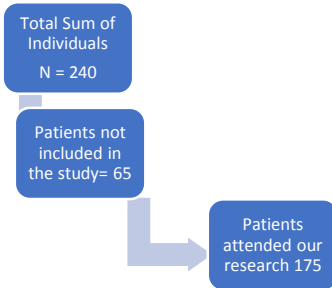 Total Sum of
Individuals
N = 240
Patients not
included in
the study= 65
Patients
attended our
research 175